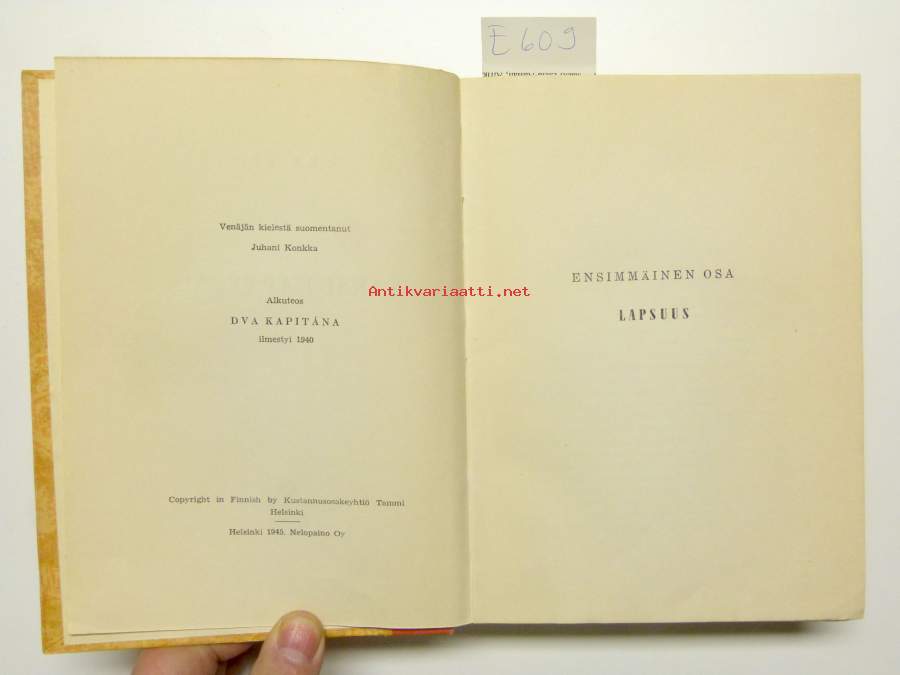 E 609
Venäjän kielestä suomentanut
Juhani Konkka
Alkuteos
DVA KAPITÁNA
ilmestyi 1940
Copyright in Finnish by Kustannusosakeyhtiö Tammi
Helsinki
Helsinki 1945. Nelopaino Oy
ENSIMMÄINEN OSA
LAPSUUS
Antikvariaatti.net